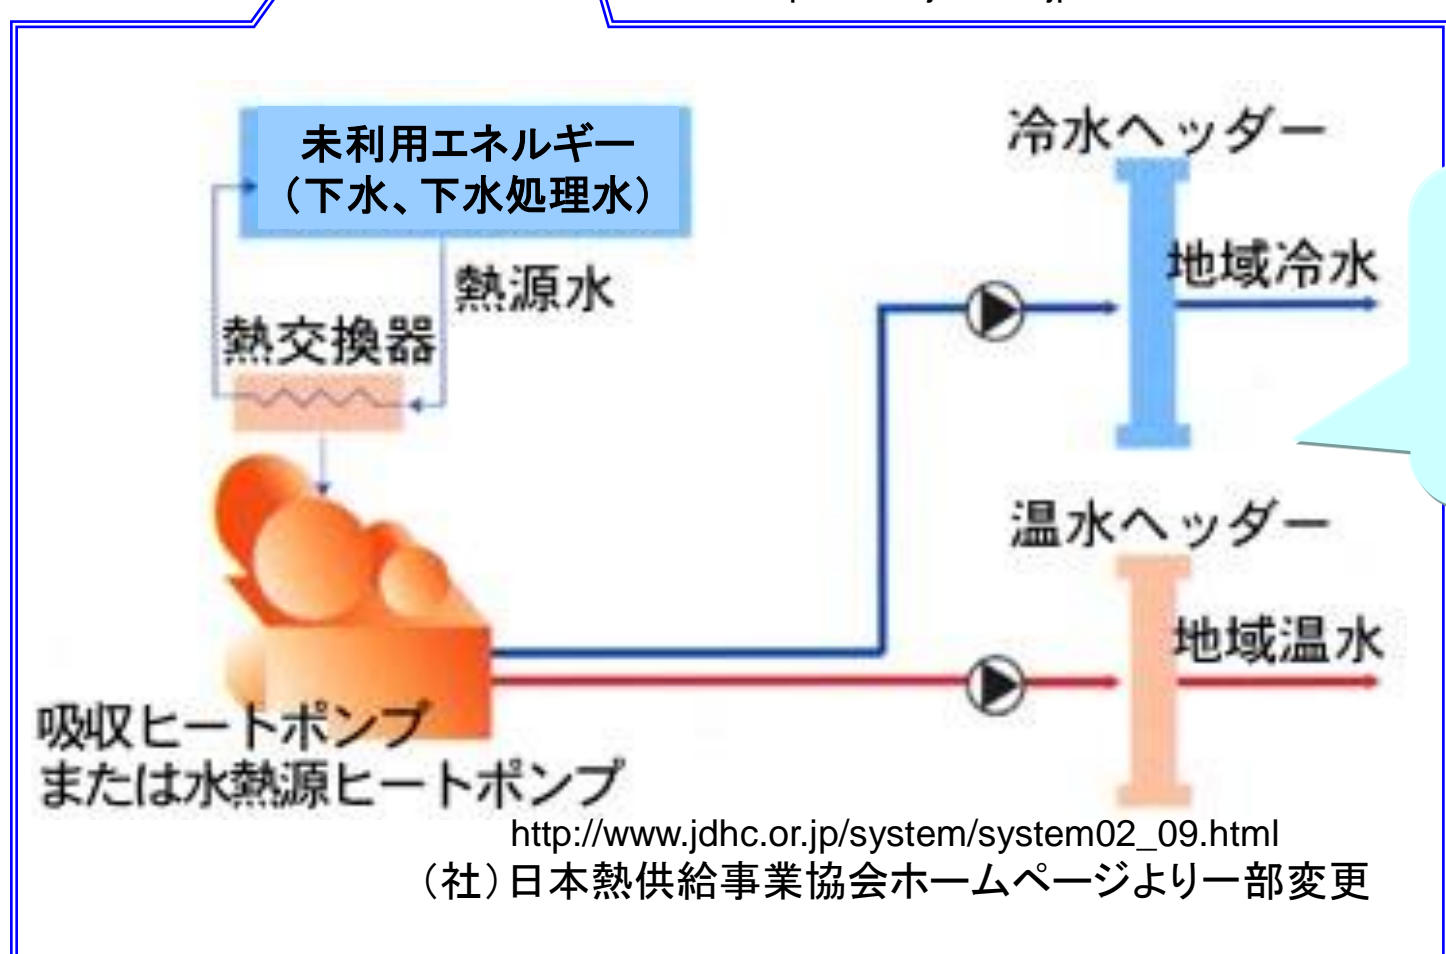 未利用エネルギー
（下水、下水処理水）
熱源水
熱交換器
冷水ヘッダー
地域冷水
温水ヘッダー
地域温水
吸収ヒートポンプ
または水熱源ヒートポンプ
http://www.jdhc.or.jp/system/system02_09.html
（社）日本熱供給事業協会ホームページより一部変更